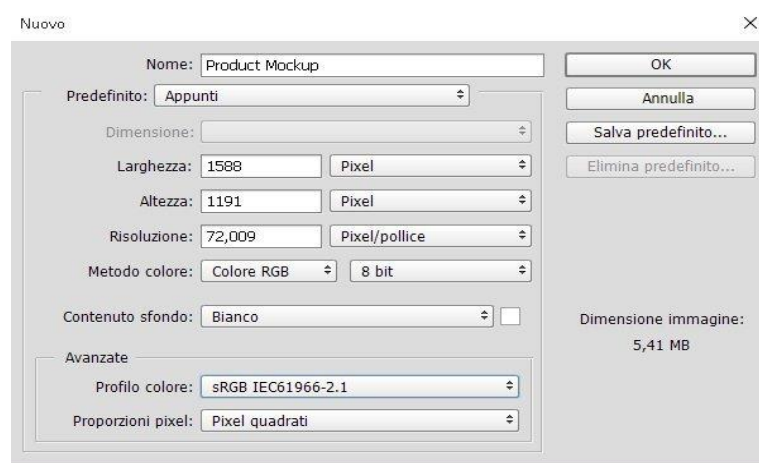 Nuovo
Nome: Product Mockup
OK
Predefinito: Appunti
Annulla
Dimensione:
Salva predefinito...
Larghezza: 1588 Pixel
Elimina predefinito...
Altezza: 1191 Pixel
Risoluzione: 72,009 Pixel/pollice
Metodo colore: Colore RGB 8 bit
Contenuto sfondo: Bianco
Dimensione immagine:
5,41 MB
Avanzate
Profilo colore: sRGB IEC61966-2.1
Proporzioni pixel: Pixel quadrati